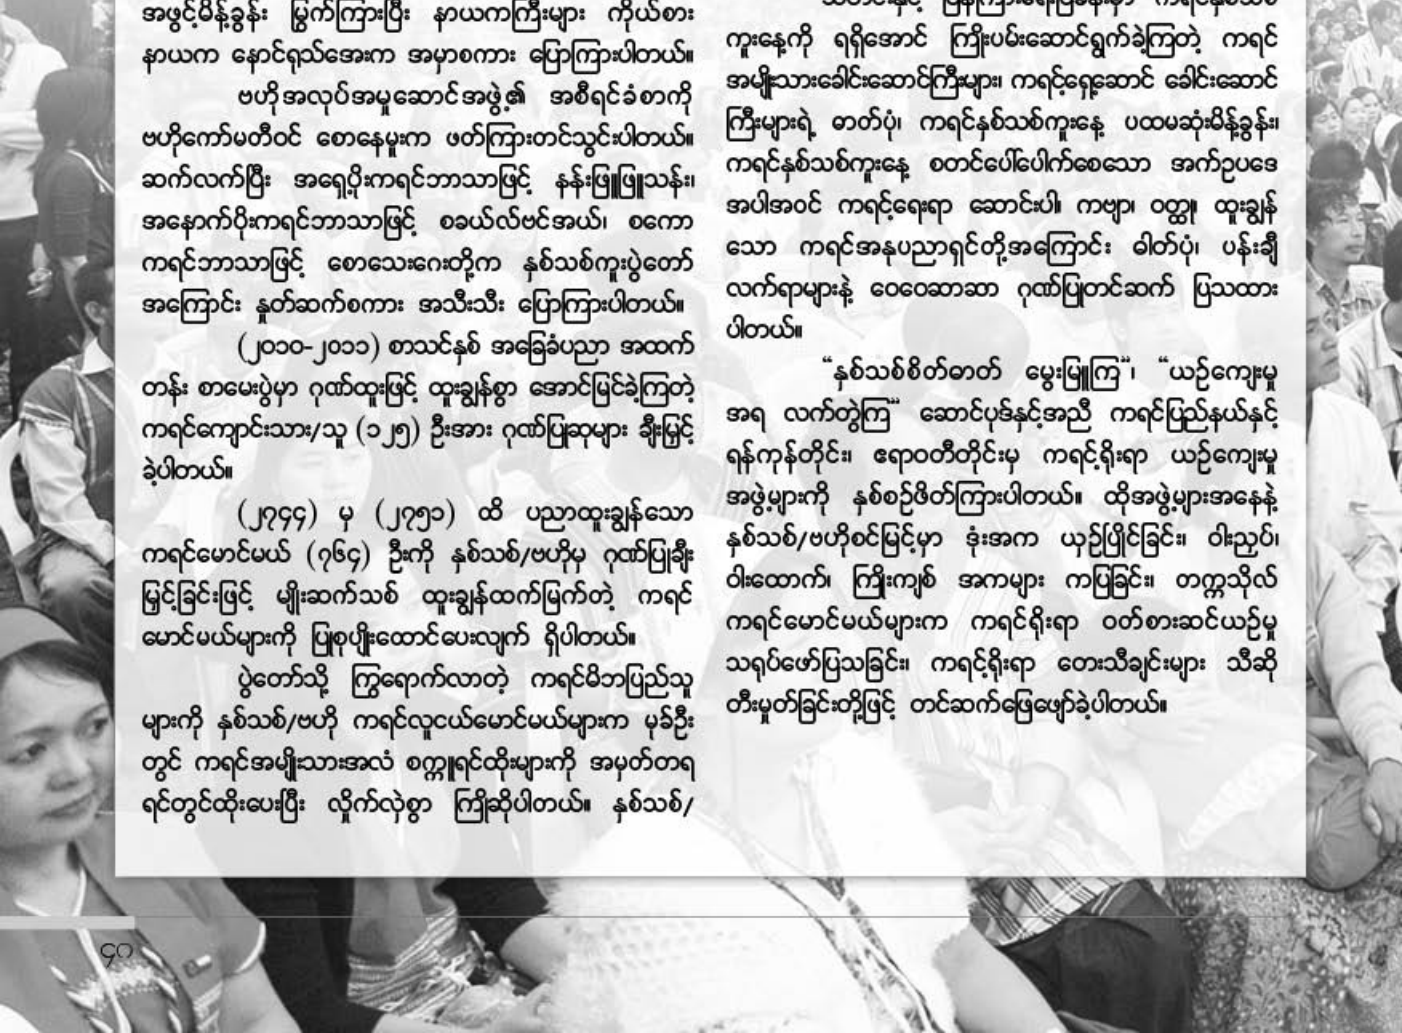 အဖွင့်မိန့်ခွန်း မြွက်ကြားပြီး နာယကကြီးများ ကိုယ်စား
နာယက နောင်ရှသ်အေးက အမှာစကား ပြောကြားပါတယ်။
ဗဟိုအလုပ်အမှုဆောင်အဖွဲ့၏ အစီရင်ခံစာကို
ဗဟိုကော်မတီဝင် စောနေမူးက ဖတ်ကြားတင်သွင်းပါတယ်။
ဆက်လက်ပြီး အရှေ့ပိုးကရင်ဘာသာဖြင့် နန်းဖြူဖြူသန်း၊
အနောက်ပိုးကရင်ဘာသာဖြင့် စခယ်လ်ဗင်အယ်၊ စကော
ကရင်ဘာသာဖြင့် စောသေးဂေးတို့က နှစ်သစ်ကူးပွဲတော်
အကြောင်း နှုတ်ဆက်စကား အသီးသီး ပြောကြားပါတယ်။
(၂၀၁၀-၂၀၁၁) စာသင်နှစ် အခြေခံပညာ အထက်
တန်း စာမေးပွဲမှာ ဂုဏ်ထူးဖြင့် ထူးချွန်စွာ အောင်မြင်ခဲ့ကြတဲ့
ကရင်ကျောင်းသား/သူ (၁၂၅) ဦးအား ဂုဏ်ပြုဆုများ ချီးမြှင့်
ခဲ့ပါတယ်။
(၂၇၄၄) မှ (၂၇၅၁) ထိ ပညာထူးချွန်သော
ကရင်မောင်မယ် (၇၆၄) ဦးကို နှစ်သစ်/ဗဟိုမှ ဂုဏ်ပြုချီး
မြှင့်ခြင်းဖြင့် မျိုးဆက်သစ် ထူးချွန်ထက်မြက်တဲ့ ကရင်
မောင်မယ်များကို ပြုစုပျိုးထောင်ပေးလျက် ရှိပါတယ်။
ပွဲတော်သို့ ကြွရောက်လာတဲ့ ကရင်မိဘပြည်သူ
များကို နှစ်သစ်/ဗဟို ကရင်လူငယ်မောင်မယ်များက မုခ်ဦး
တွင် ကရင်အမျိုးသားအလံ စက္ကူရင်ထိုးများကို အမှတ်တရ
ရင်တွင်ထိုးပေးပြီး လှိုက်လှဲစွာ ကြိုဆိုပါတယ်။ နှစ်သစ်/
ကူးနေ့ကို ရရှိအောင် ကြိုးပမ်းဆောင်ရွက်ခဲ့ကြတဲ့ ကရင်
အမျိုးသားခေါင်းဆောင်ကြီးများ၊ ကရင့်ရှေ့ဆောင် ခေါင်းဆောင်
ကြီးများရဲ့ ဓာတ်ပုံ၊ ကရင်နှစ်သစ်ကူးနေ့ ပထမဆုံးမိန့်ခွန်း၊
ကရင်နှစ်သစ်ကူးနေ့ စတင်ပေါ်ပေါက်စေသော အက်ဥပဒေ
အပါအဝင် ကရင့်ရေးရာ ဆောင်းပါး၊ ကဗျာ၊ ဝတ္ထု၊ ထူးချွန်
သော ကရင်အနုပညာရှင်တို့အကြောင်း ဓါတ်ပုံ၊ ပန်းချီ
လက်ရာများနဲ့ ဝေဝေဆာဆာ ဂုဏ်ပြုတင်ဆက် ပြသထား
ပါတယ်။
“နှစ်သစ်စိတ်ဓာတ် မွေးမြူကြ”၊ “ယဉ်ကျေးမှု
အရ လက်တွဲကြ” ဆောင်ပုဒ်နှင့်အညီ ကရင်ပြည်နယ်နှင့်
ရန်ကုန်တိုင်း၊ ဧရာဝတီတိုင်းမှ ကရင့်ရိုးရာ ယဉ်ကျေးမှု
အဖွဲ့များကို နှစ်စဉ်ဖိတ်ကြားပါတယ်။ ထိုအဖွဲ့များအနေနဲ့
နှစ်သစ်/ဗဟိုစင်မြင့်မှာ ဒုံးအက ယှဉ်ပြိုင်ခြင်း၊ ဝါးညှပ်၊
ဝါးထောက်၊ ကြိုးကျစ် အကများ ကပြခြင်း၊ တက္ကသိုလ်
ကရင်မောင်မယ်များက ကရင်ရိုးရာ ဝတ်စားဆင်ယဉ်မှု
သရုပ်ဖော်ပြသခြင်း၊ ကရင့်ရိုးရာ တေးသီချင်းများ သီဆို
တီးမှုတ်ခြင်းတို့ဖြင့် တင်ဆက်ဖြေဖျော်ခဲ့ပါတယ်။
၄၀